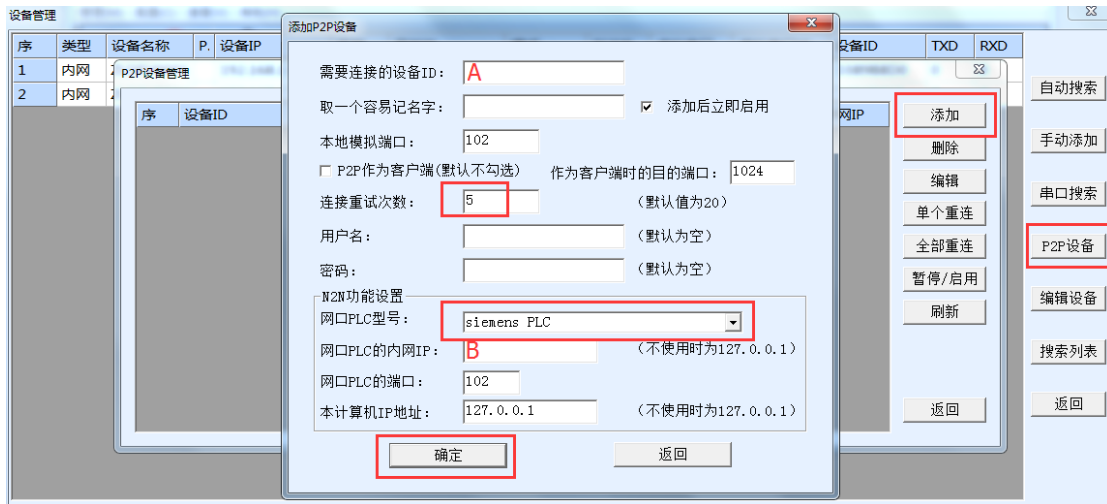 设备管理
序 类型 设备名称 P. 设备IP 设备ID TXD RXD
1 内网
2 内网
自动搜索
手动添加
串口搜索
P2P设备
编辑设备
搜索列表
返回
P2P设备管理
序 设备ID 网IP
添加
删除
编辑
单个重连
全部重连
暂停/启用
刷新
返回
添加P2P设备
需要连接的设备ID： A
取一个容易记名字： 添加后立即启用
本地模拟端口： 102
P2P作为客户端(默认不勾选) 作为客户端时的目的端口： 1024
连接重试次数： 5 (默认值为20)
用户名： (默认为空)
密码： (默认为空)
N2N功能设置
网口PLC型号： siemens PLC
网口PLC的内网IP： B (不使用时为127.0.0.1)
网口PLC的端口： 102
本计算机IP地址： 127.0.0.1 (不使用时为127.0.0.1)
确定 返回